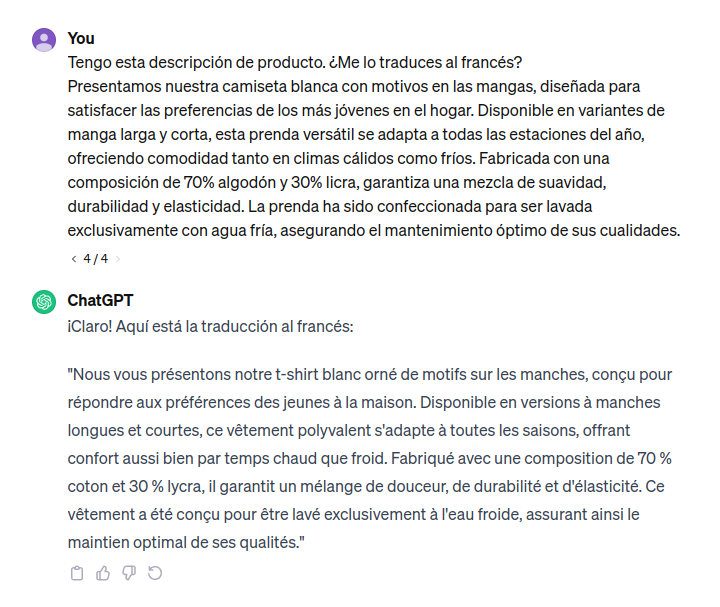 You
Tengo esta descripción de producto. ¿Me lo traduces al francés?
Presentamos nuestra camiseta blanca con motivos en las mangas, diseñada para
satisfacer las preferencias de los más jóvenes en el hogar. Disponible en variantes de
manga larga y corta, esta prenda versátil se adapta a todas las estaciones del año,
ofreciendo comodidad tanto en climas cálidos como fríos. Fabricada con una
composición de 70% algodón y 30% licra, garantiza una mezcla de suavidad,
durabilidad y elasticidad. La prenda ha sido confeccionada para ser lavada
exclusivamente con agua fría, asegurando el mantenimiento óptimo de sus cualidades.
< 4 / 4 >
ChatGPT
¡Claro! Aquí está la traducción al francés:
"Nous vous présentons notre t-shirt blanc orné de motifs sur les manches, conçu pour
répondre aux préférences des jeunes à la maison. Disponible en versions à manches
longues et courtes, ce vêtement polyvalent s'adapte à toutes les saisons, offrant
confort aussi bien par temps chaud que froid. Fabriqué avec une composition de 70 %
coton et 30 % lycra, il garantit un mélange de douceur, de durabilité et d'élasticité. Ce
vêtement a été conçu pour être lavé exclusivement à l'eau froide, assurant ainsi le
maintien optimal de ses qualités."